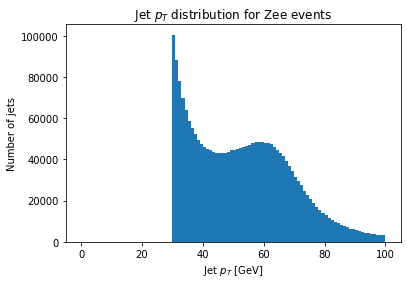 Jet $p_T$ distribution for Zee events
Number of jets
100000
80000
60000
40000
20000
0
0 20 40 60 80 100
Jet $p_T$ [GeV]